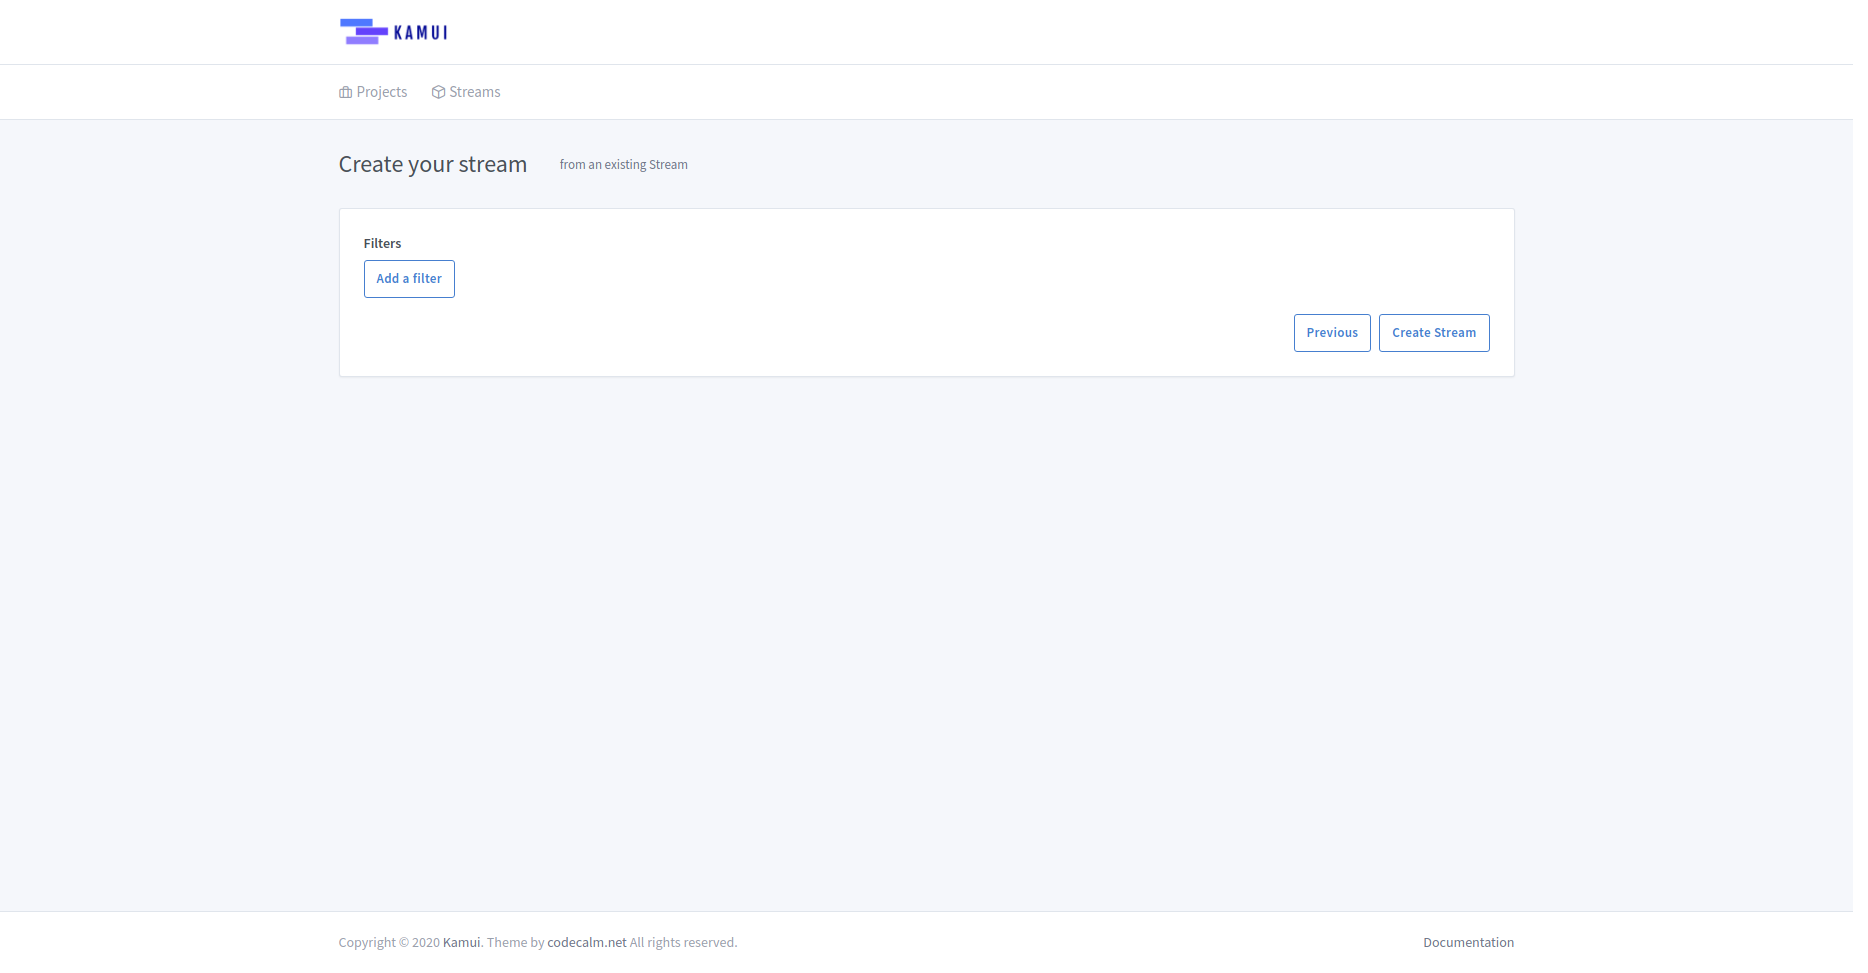 KAMUI
Projects Streams
Create your stream from an existing Stream
Filters
Add a filter
Previous Create Stream
Copyright © 2020 Kamui. Theme by codecalm.net All rights reserved. Documentation